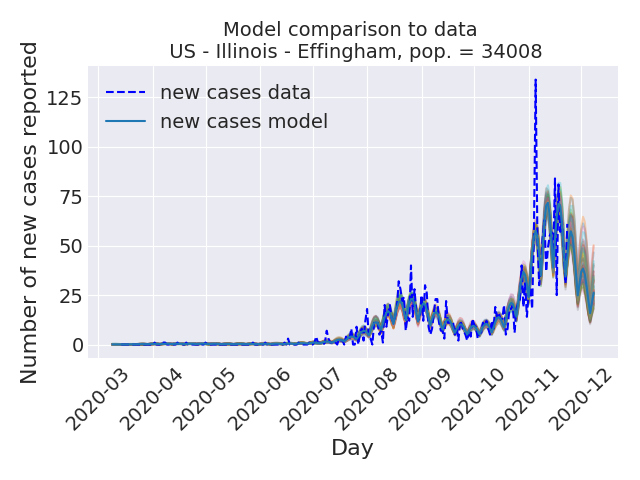 Model comparison to data
US - Illinois - Effingham, pop. = 34008
Number of new cases reported
125
100
75
50
25
0
new cases data
new cases model
2020-03
2020-04
2020-05
2020-06
2020-07
2020-08
2020-09
2020-10
2020-11
2020-12
Day